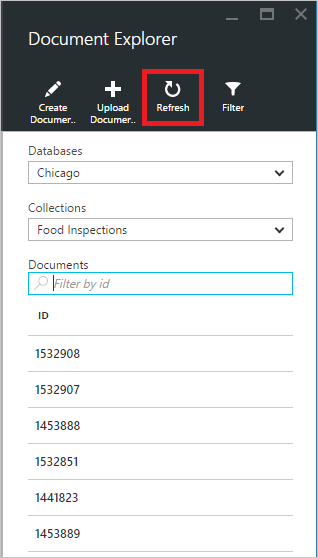 Document Explorer
Create
Documer..
Upload
Documer..
Refresh
Filter
Databases
Chicago
Collections
Food Inspections
Documents
Filter by id
ID
1532908
1532907
1453888
1532851
1441823
1453889